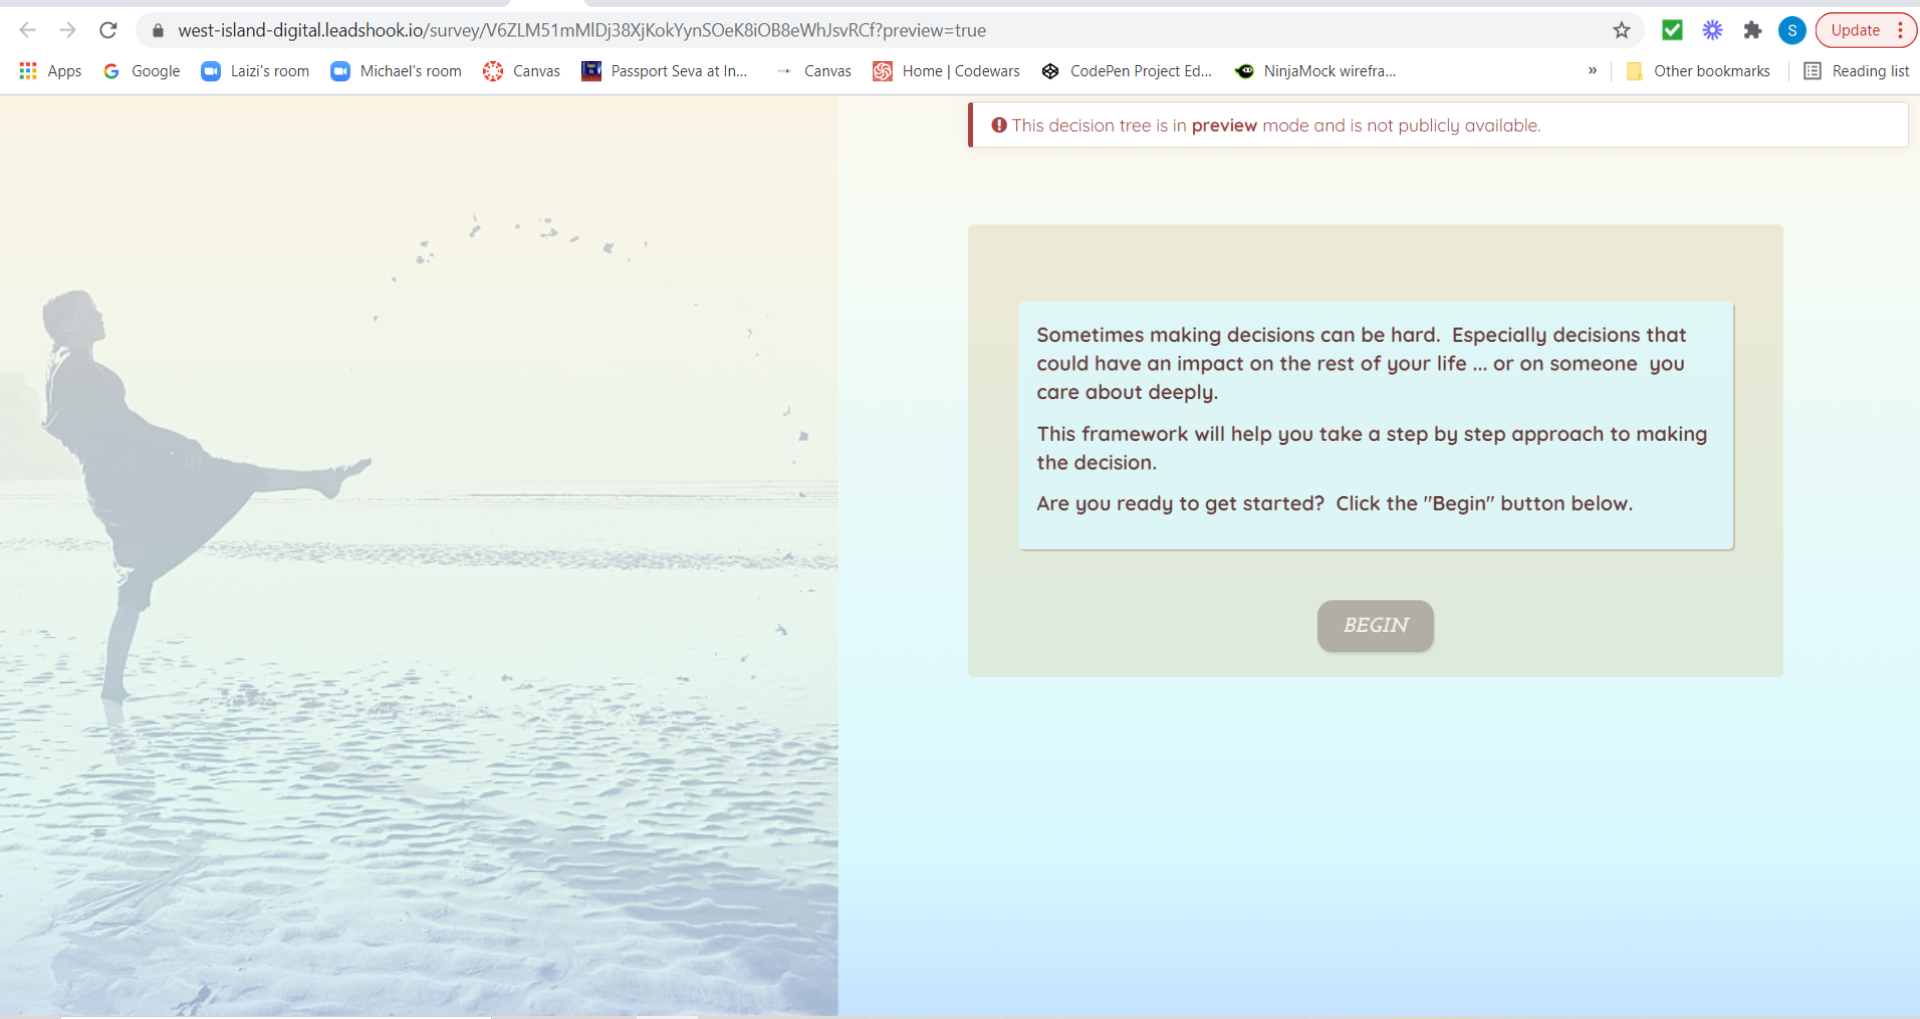 west-island-digital.leadshook.io/survey/V6ZLM51mMlDj38XjKokYynSOeK8iOB8eWhJsvRCf?preview=true
S
Update
Apps
Google
Laizi's room
Michael's room
Canvas
Passport Seva at In...
Canvas
Home | Codewars
CodePen Project Ed...
NinjaMock wirefra...
»
Other bookmarks
Reading list
This decision tree is in preview mode and is not publicly available.
Sometimes making decisions can be hard. Especially decisions that
could have an impact on the rest of your life ... or on someone you
care about deeply.
This framework will help you take a step by step approach to making
the decision.
Are you ready to get started? Click the "Begin" button below.
BEGIN